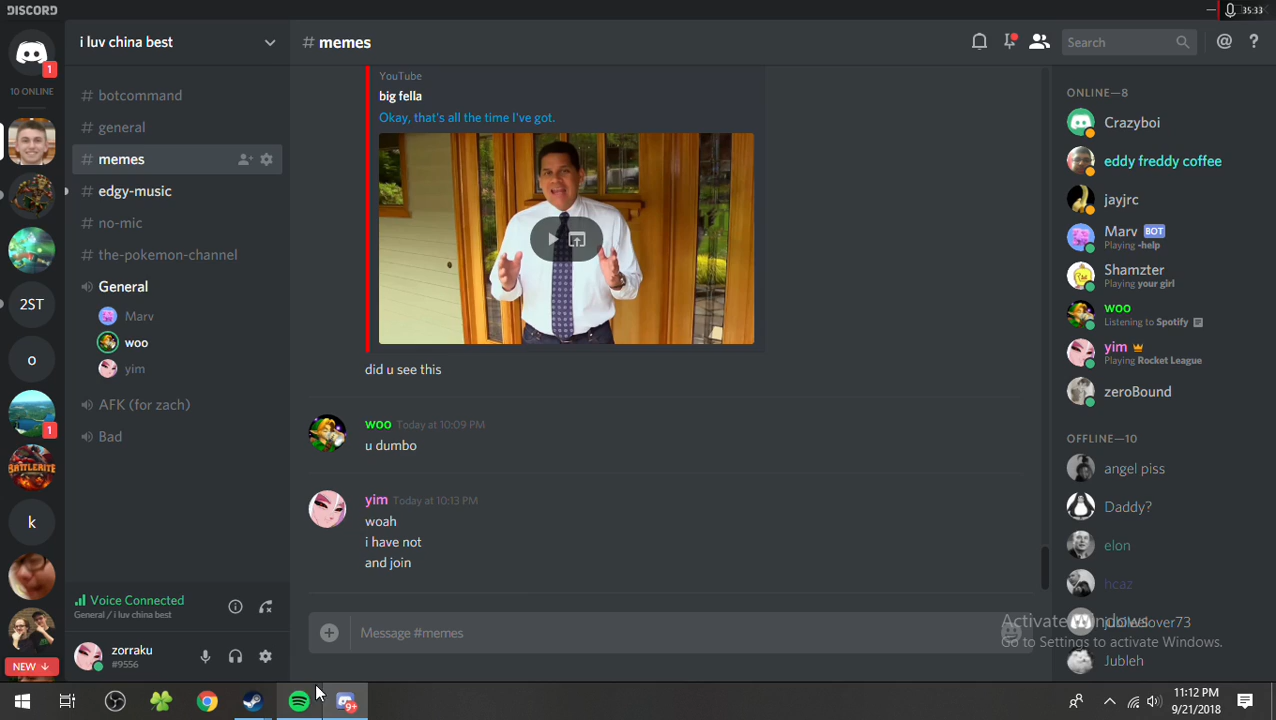 DISCORD
35:33
i luv china best
# memes
Search
1
10 ONLINE
2ST
o
1
BATTLERITE
k
NEW ↓
# botcommand
# general
# memes
# edgy-music
# no-mic
# the-pokemon-channel
General
Marv
woo
yim
AFK (for zach)
Bad
Voice Connected
General / i luv china best
zorraku
#9556
YouTube
big fella
Okay, that's all the time I've got.
did u see this
woo Today at 10:09 PM
u dumbo
yim Today at 10:13 PM
woah
i have not
and join
Message #memes
ONLINE—8
Crazyboi
eddy freddy coffee
jayjrc
Marv BOT
Playing -help
Shamzter
Playing your girl
woo
Listening to Spotify
yim
Playing Rocket League
zeroBound
OFFLINE—10
angel piss
Daddy?
elon
hcaz
Activate Windows
Go to Settings to activate Windows.
Jubleh
9+
11:12 PM
9/21/2018